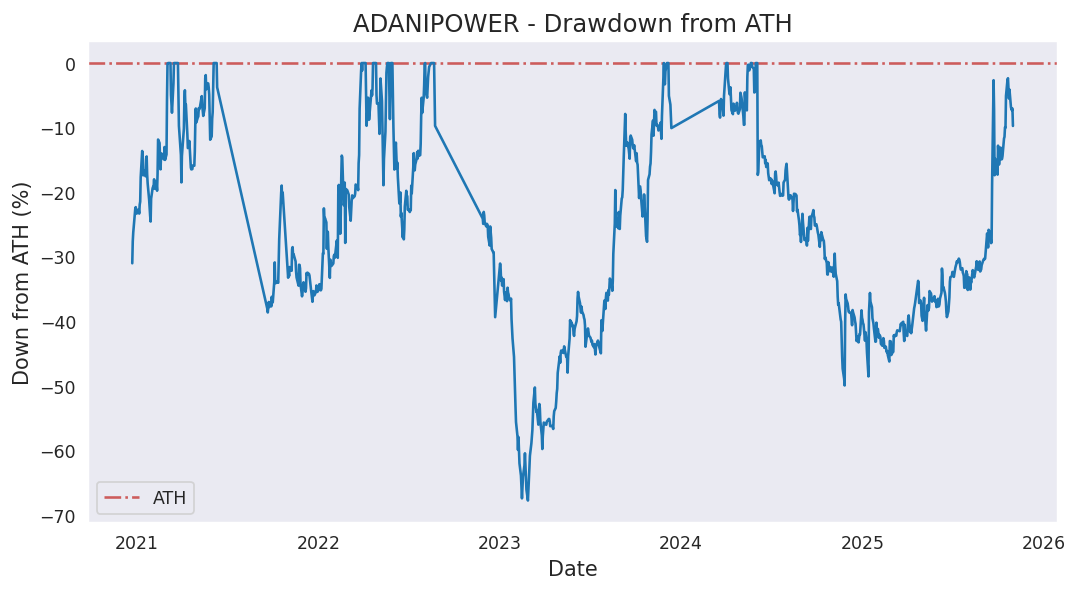 ADANIPOWER - Drawdown from ATH
Down from ATH (%)
0
−10
−20
−30
−40
−50
−60
−70
ATH
2021 2022 2023 2024 2025 2026
Date